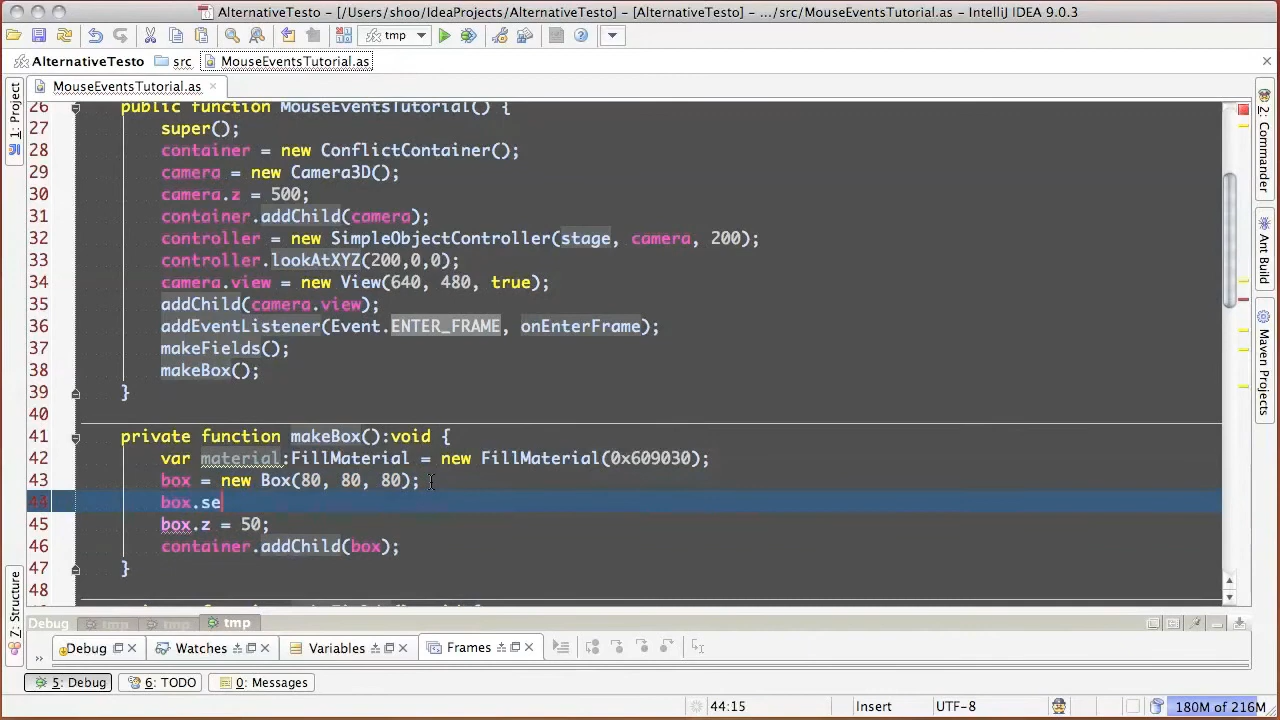 AlternativeTesto - [/Users/shoo/IdeaProjects/AlternativeTesto] - [AlternativeTesto] - .../src/MouseEventsTutorial.as - IntelliJ IDEA 9.0.3
tmp
AlternativeTesto src MouseEventsTutorial.as
MouseEventsTutorial.as
1: Project
Z: Structure
2: Commander
Ant Build
Maven Projects
26 public function MouseEventsTutorial() {
27 super();
28 container = new ConflictContainer();
29 camera = new Camera3D();
30 camera.z = 500;
31 container.addChild(camera);
32 controller = new SimpleObjectController(stage, camera, 200);
33 controller.lookAtXYZ(200,0,0);
34 camera.view = new View(640, 480, true);
35 addChild(camera.view);
36 addEventListener(Event.ENTER_FRAME, onEnterFrame);
37 makeFields();
38 makeBox();
39 }
40
41 private function makeBox():void {
42 var material:FillMaterial = new FillMaterial(0x609030);
43 box = new Box(80, 80, 80);
44 box.se
45 box.z = 50;
46 container.addChild(box);
47 }
48
Debug tmp tmp tmp
Debug Watches Variables Frames
5: Debug 6: TODO 0: Messages
44:15 Insert UTF-8 180M of 216M